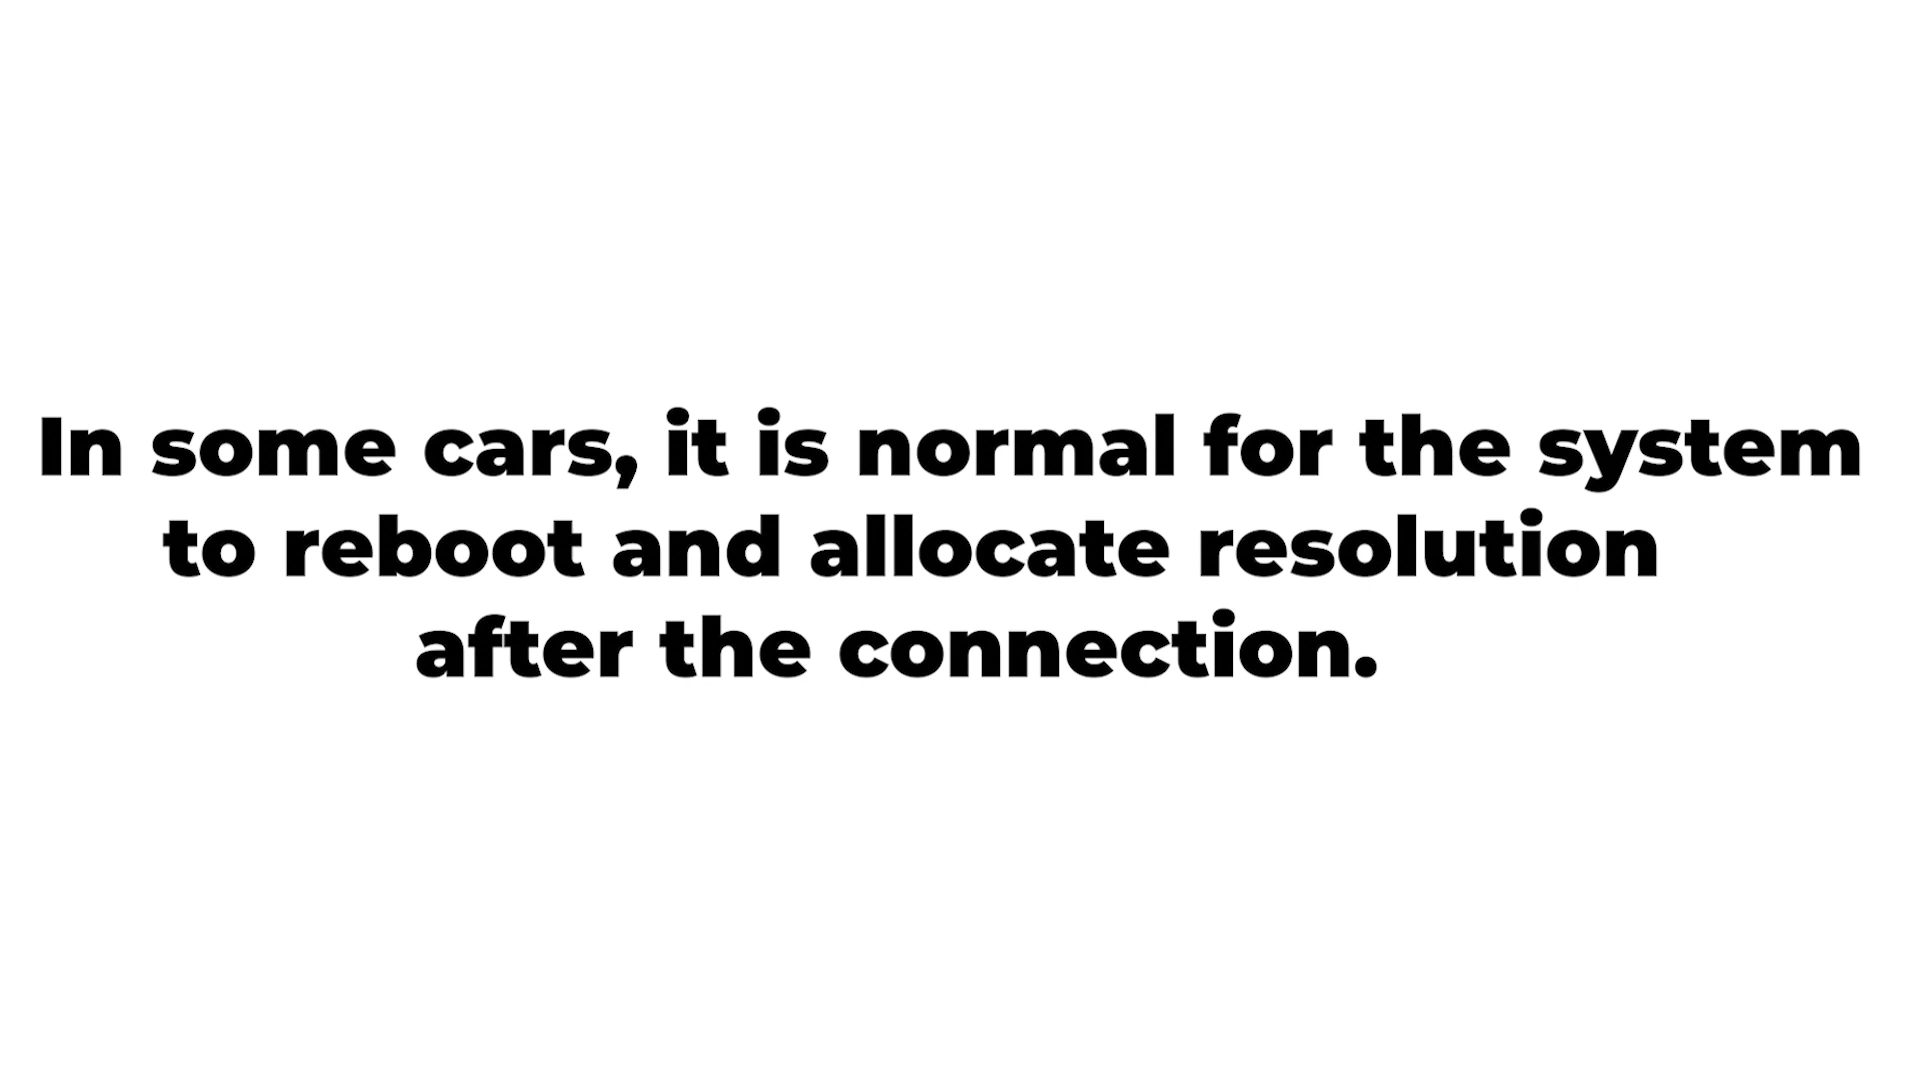 In some cars, it is normal for the system
to reboot and allocate resolution
after the connection.